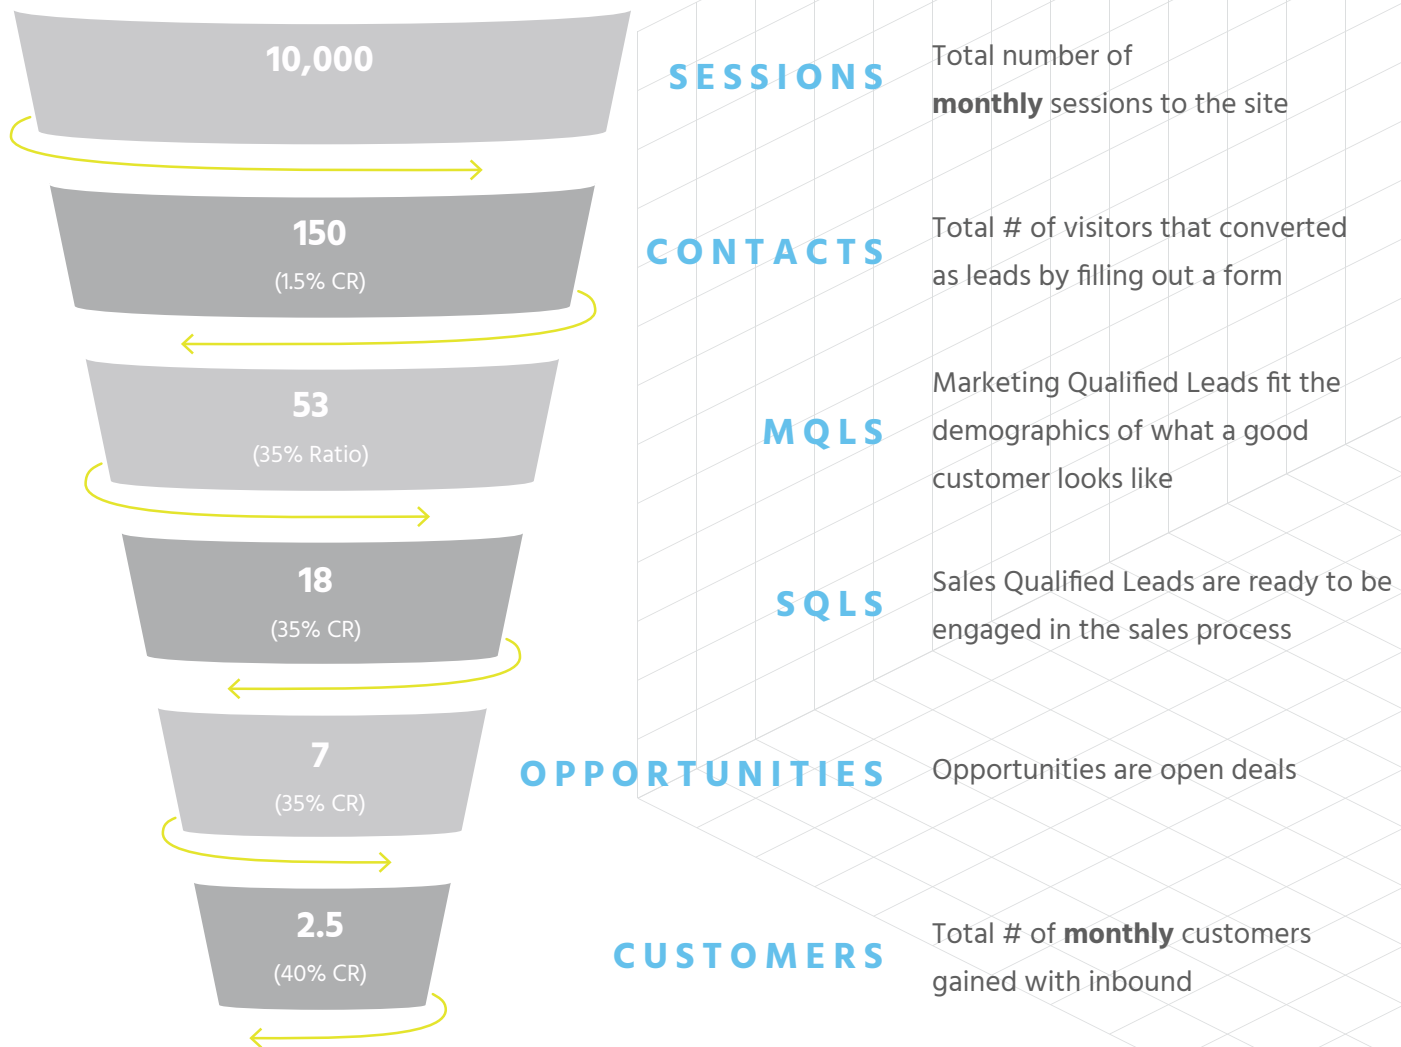 10,000
SESSIONS
Total number of
monthly sessions to the site
150
(1.5% CR)
CONTACTS
Total # of visitors that converted
as leads by filling out a form
53
(35% Ratio)
MQLS
Marketing Qualified Leads fit the
demographics of what a good
customer looks like
18
(35% CR)
SQLS
Sales Qualified Leads are ready to be
engaged in the sales process
7
(35% CR)
OPPORTUNITIES
Opportunities are open deals
2.5
(40% CR)
CUSTOMERS
Total # of monthly customers
gained with inbound